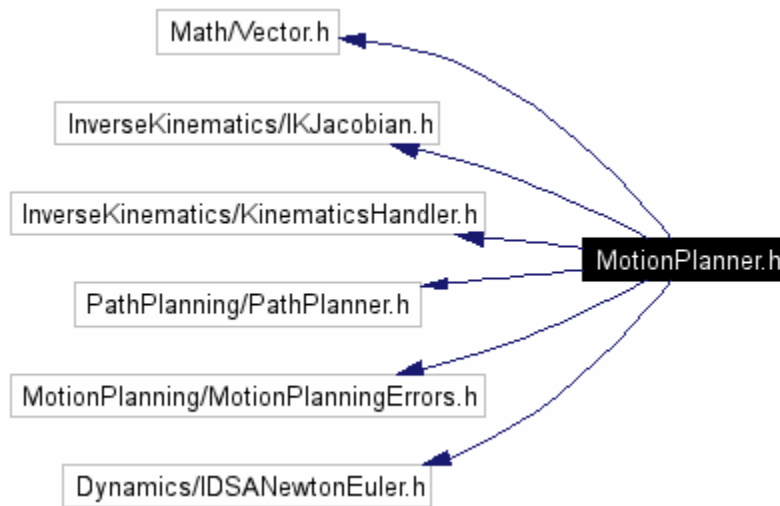 Math/Vector.h
InverseKinematics/IKJacobian.h
InverseKinematics/KinematicsHandler.h
MotionPlanner.h
PathPlanning/PathPlanner.h
MotionPlanning/MotionPlanningErrors.h
Dynamics/IDSANewtonEuler.h